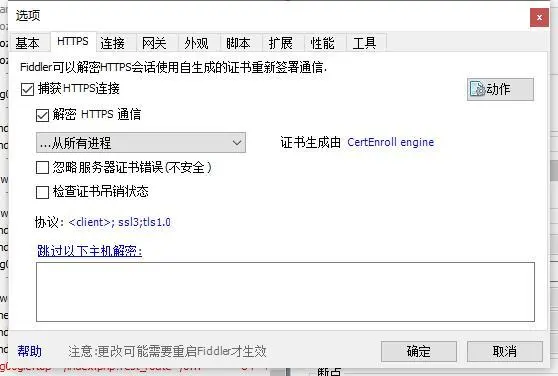 选项
基本 HTTPS 连接 网关 外观 脚本 扩展 性能 工具
Fiddler可以解密HTTPS会话使用自生成的证书重新签署通信.
捕获HTTPS连接
动作
解密 HTTPS 通信
...从所有进程
证书生成由 CertEnroll engine
忽略服务器证书错误(不安全)
检查证书吊销状态
协议: <client>; ssl3;tls1.0
跳过以下主机解密:
帮助 注意:更改可能需要重启Fiddler才生效 确定 取消